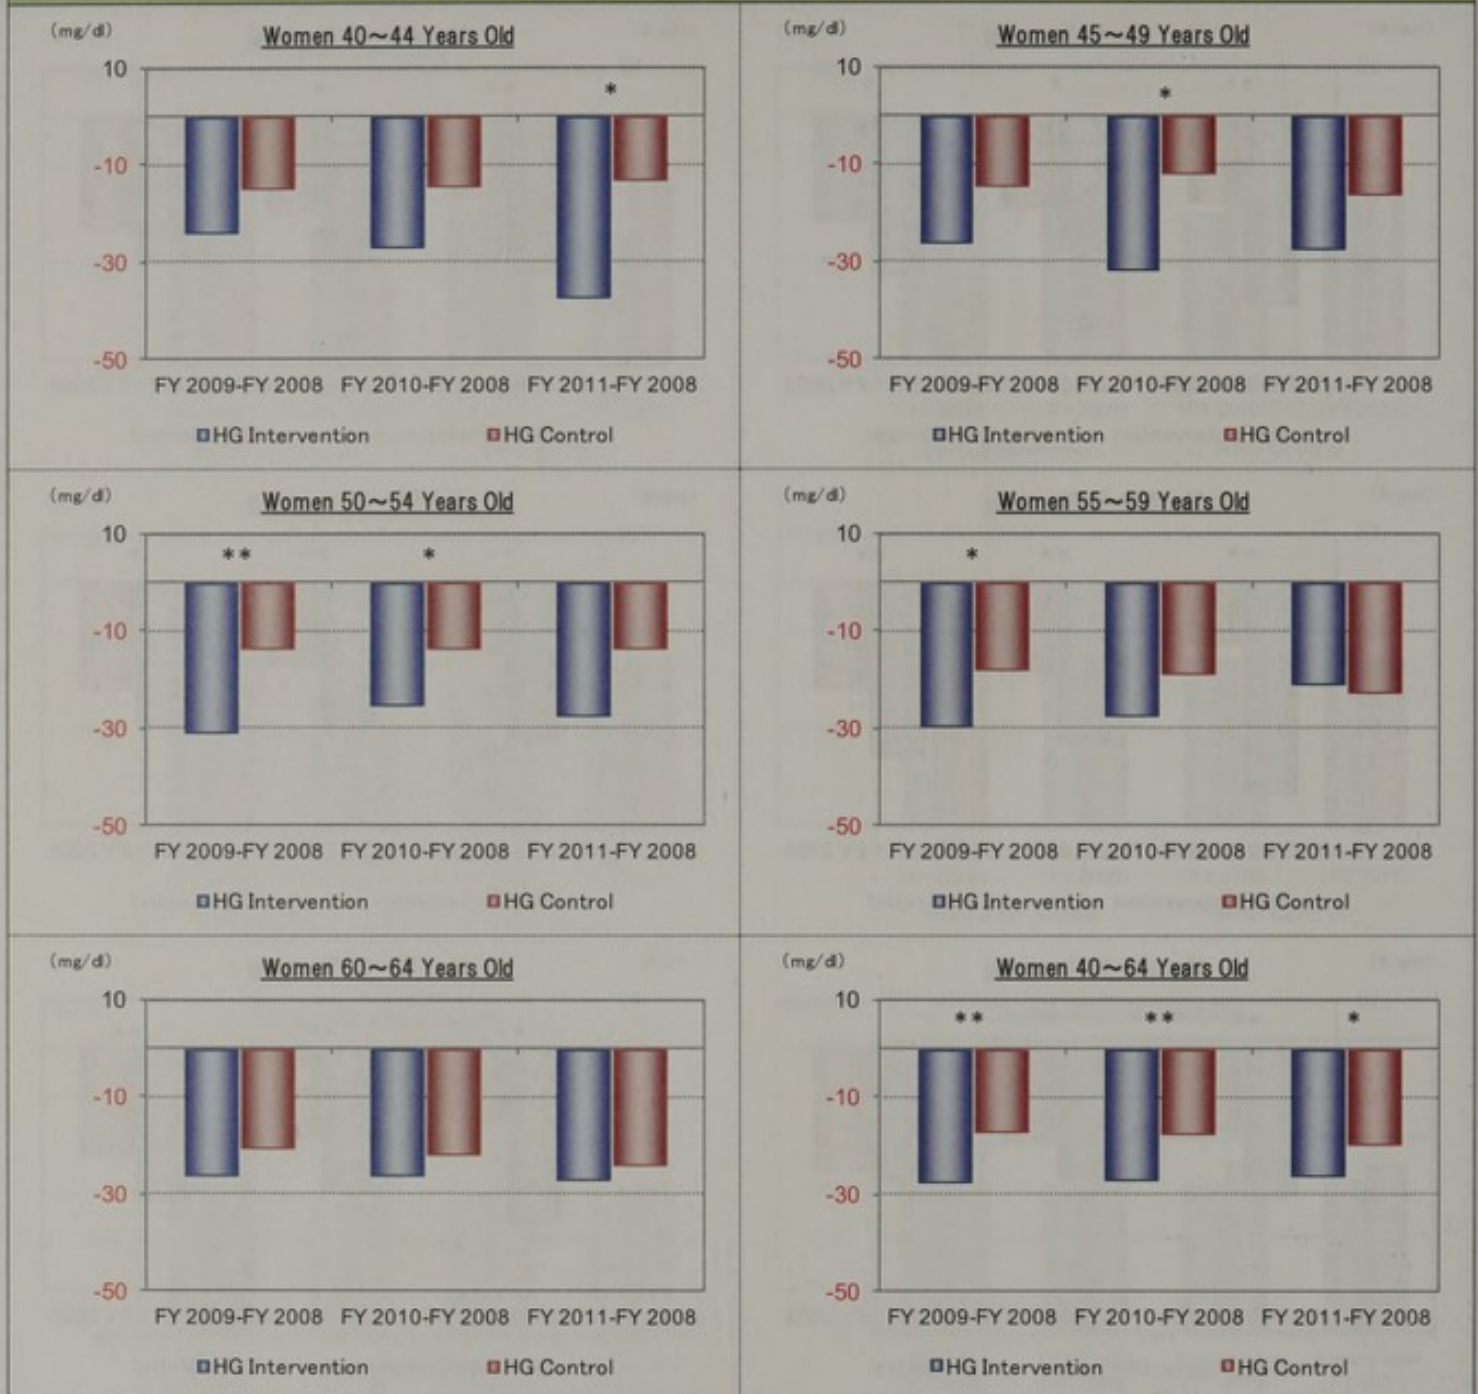 (mg/dl) Women 40～44 Years Old
10
*
-10
-30
-50
FY 2009-FY 2008 FY 2010-FY 2008 FY 2011-FY 2008
HG Intervention HG Control
(mg/dl) Women 45～49 Years Old
10
*
-10
-30
-50
FY 2009-FY 2008 FY 2010-FY 2008 FY 2011-FY 2008
HG Intervention HG Control
(mg/dl) Women 50～54 Years Old
10
** *
-10
-30
-50
FY 2009-FY 2008 FY 2010-FY 2008 FY 2011-FY 2008
HG Intervention HG Control
(mg/dl) Women 55～59 Years Old
10
*
-10
-30
-50
FY 2009-FY 2008 FY 2010-FY 2008 FY 2011-FY 2008
HG Intervention HG Control
(mg/dl) Women 60～64 Years Old
10
-10
-30
-50
FY 2009-FY 2008 FY 2010-FY 2008 FY 2011-FY 2008
HG Intervention HG Control
(mg/dl) Women 40～64 Years Old
10
** ** *
-10
-30
-50
FY 2009-FY 2008 FY 2010-FY 2008 FY 2011-FY 2008
HG Intervention HG Control